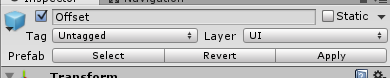 Inspector Navigation
Offset Static
Tag Untagged Layer UI
Prefab Select Revert Apply
Transform